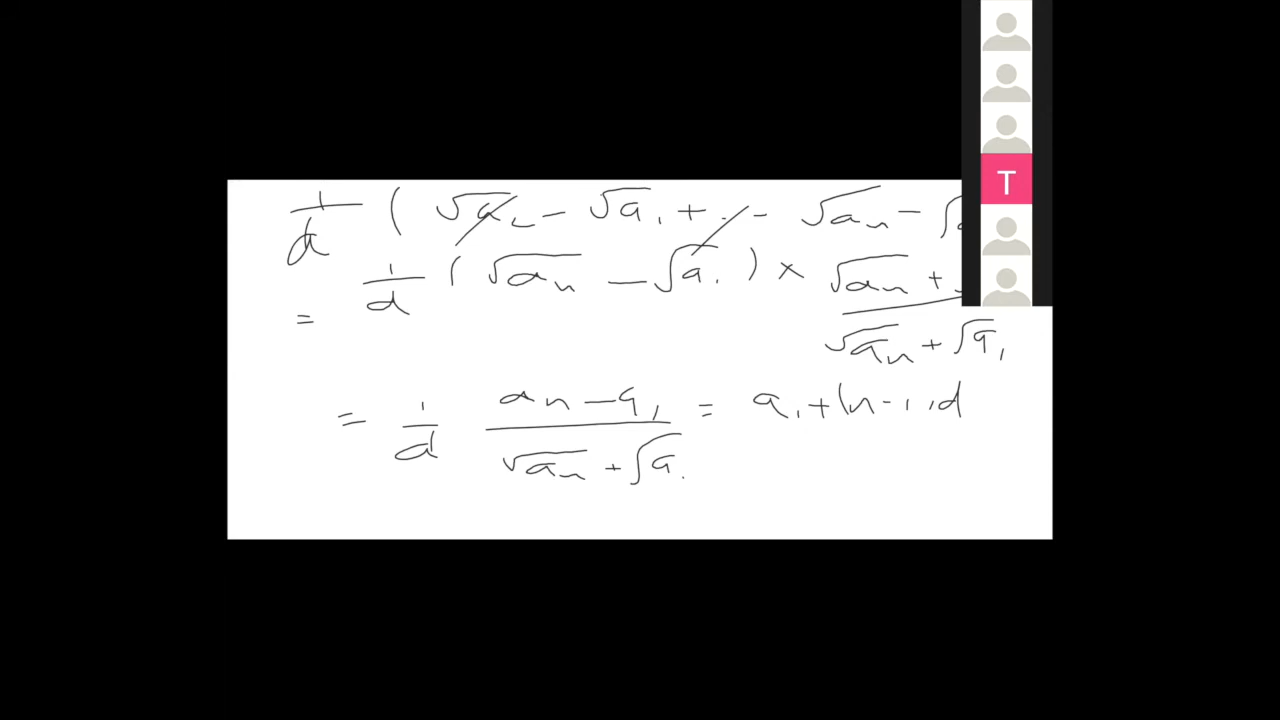 T
1/d ( √a₂ - √a₁ + .. - √aₙ - √
= 1/d ( √aₙ - √a₁ ) × (√aₙ + √)/(√aₙ + √a₁)
= 1/d (aₙ - a₁)/(√aₙ + √a₁) = a₁ + (n-1)d